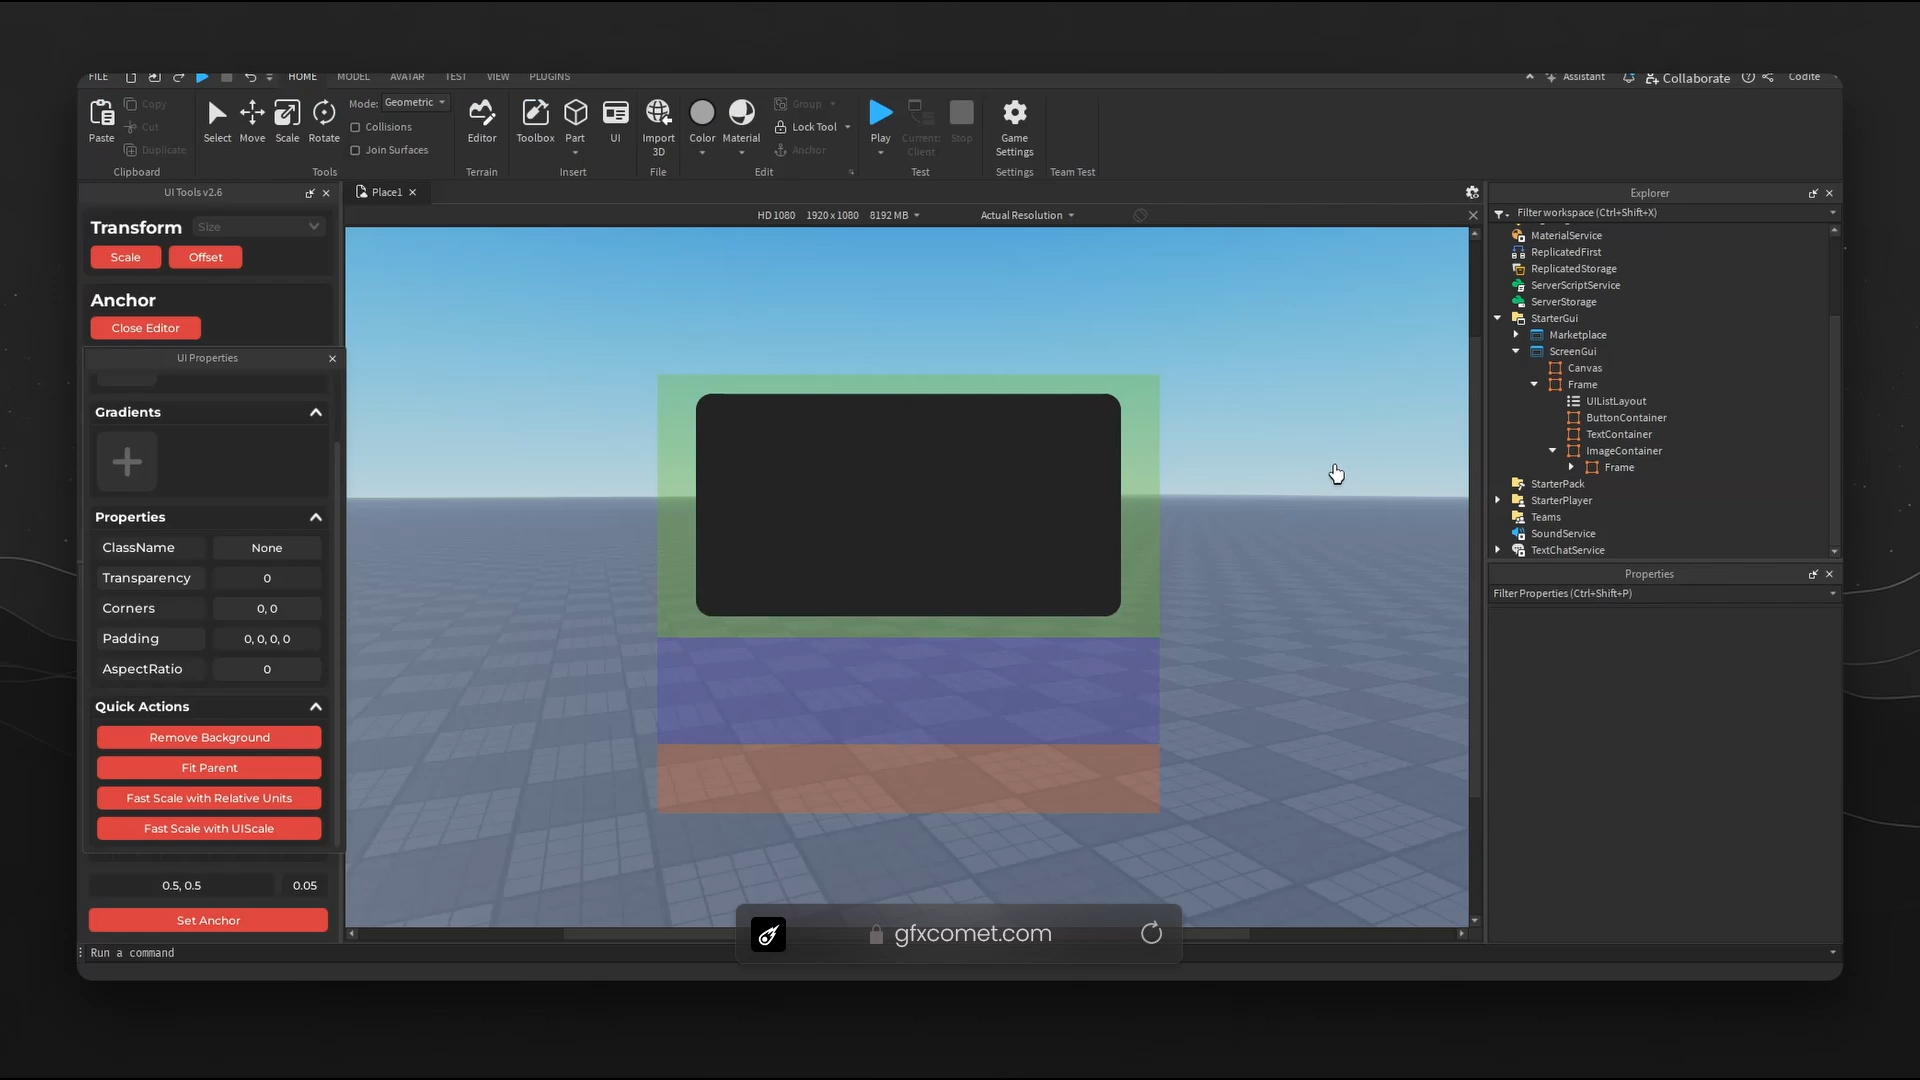 FILE HOME MODEL AVATAR TEST VIEW PLUGINS Assistant Collaborate Codite
Paste
Copy
Cut
Duplicate
Clipboard
Select Move Scale Rotate
Mode: Geometric
Collisions
Join Surfaces
Tools
Editor
Terrain
Toolbox Part UI
Insert
Import
3D
File
Color Material
Group
Lock Tool
Anchor
Edit
Play Current: Stop
Client
Test
Game
Settings
Settings
Team Test
UI Tools v2.6
Transform Size
Scale Offset
Anchor
Close Editor
UI Properties
Gradients
Properties
ClassName None
Transparency 0
Corners 0, 0
Padding 0, 0, 0, 0
AspectRatio 0
Quick Actions
Remove Background
Fit Parent
Fast Scale with Relative Units
Fast Scale with UIScale
0.5, 0.5 0.05
Set Anchor
Run a command
Place1
HD 1080 1920 x 1080 8192 MB Actual Resolution
gfxcomet.com
Explorer
Filter workspace (Ctrl+Shift+X)
MaterialService
ReplicatedFirst
ReplicatedStorage
ServerScriptService
ServerStorage
StarterGui
Marketplace
ScreenGui
Canvas
Frame
UIListLayout
ButtonContainer
TextContainer
ImageContainer
Frame
StarterPack
StarterPlayer
Teams
SoundService
TextChatService
Properties
Filter Properties (Ctrl+Shift+P)